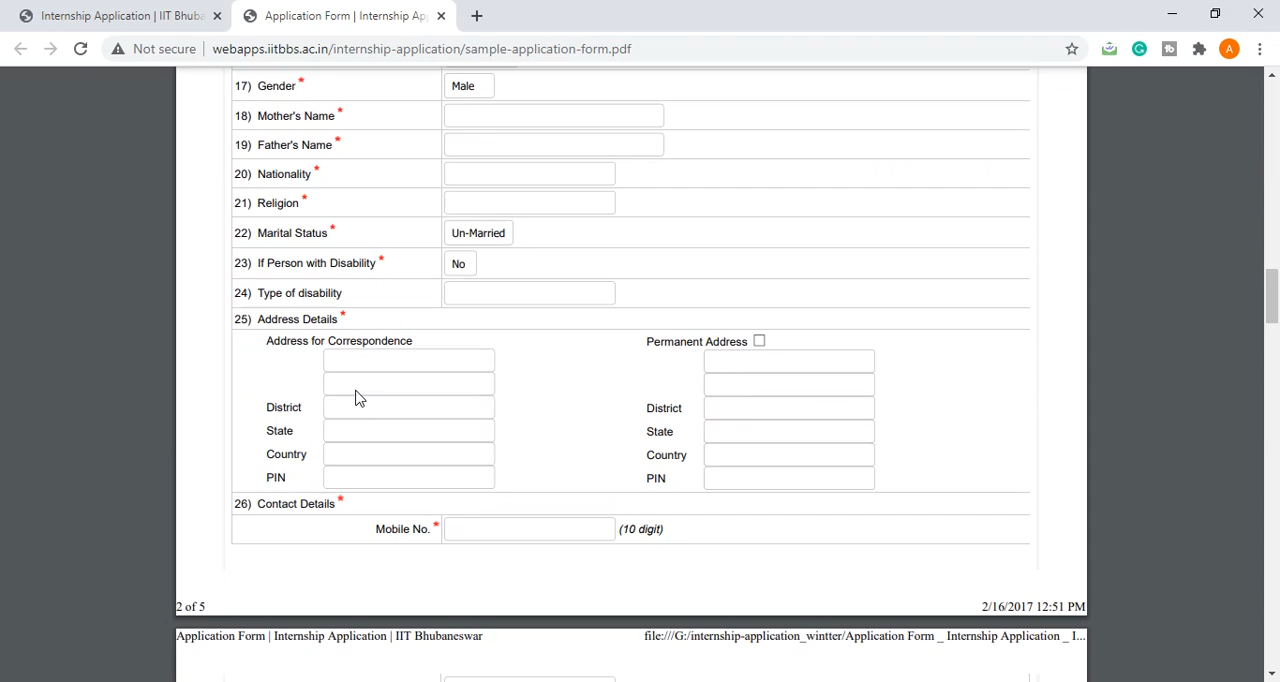 Internship Application | IIT Bhuba
Application Form | Internship Ap
Not secure webapps.iitbbs.ac.in/internship-application/sample-application-form.pdf
A
17) Gender * Male
18) Mother's Name *
19) Father's Name *
20) Nationality *
21) Religion *
22) Marital Status * Un-Married
23) If Person with Disability * No
24) Type of disability
25) Address Details *
Address for Correspondence Permanent Address
District District
State State
Country Country
PIN PIN
26) Contact Details *
Mobile No. * (10 digit)
2 of 5 2/16/2017 12:51 PM
Application Form | Internship Application | IIT Bhubaneswar file:///G:/internship-application_wintter/Application Form _ Internship Application _ I...